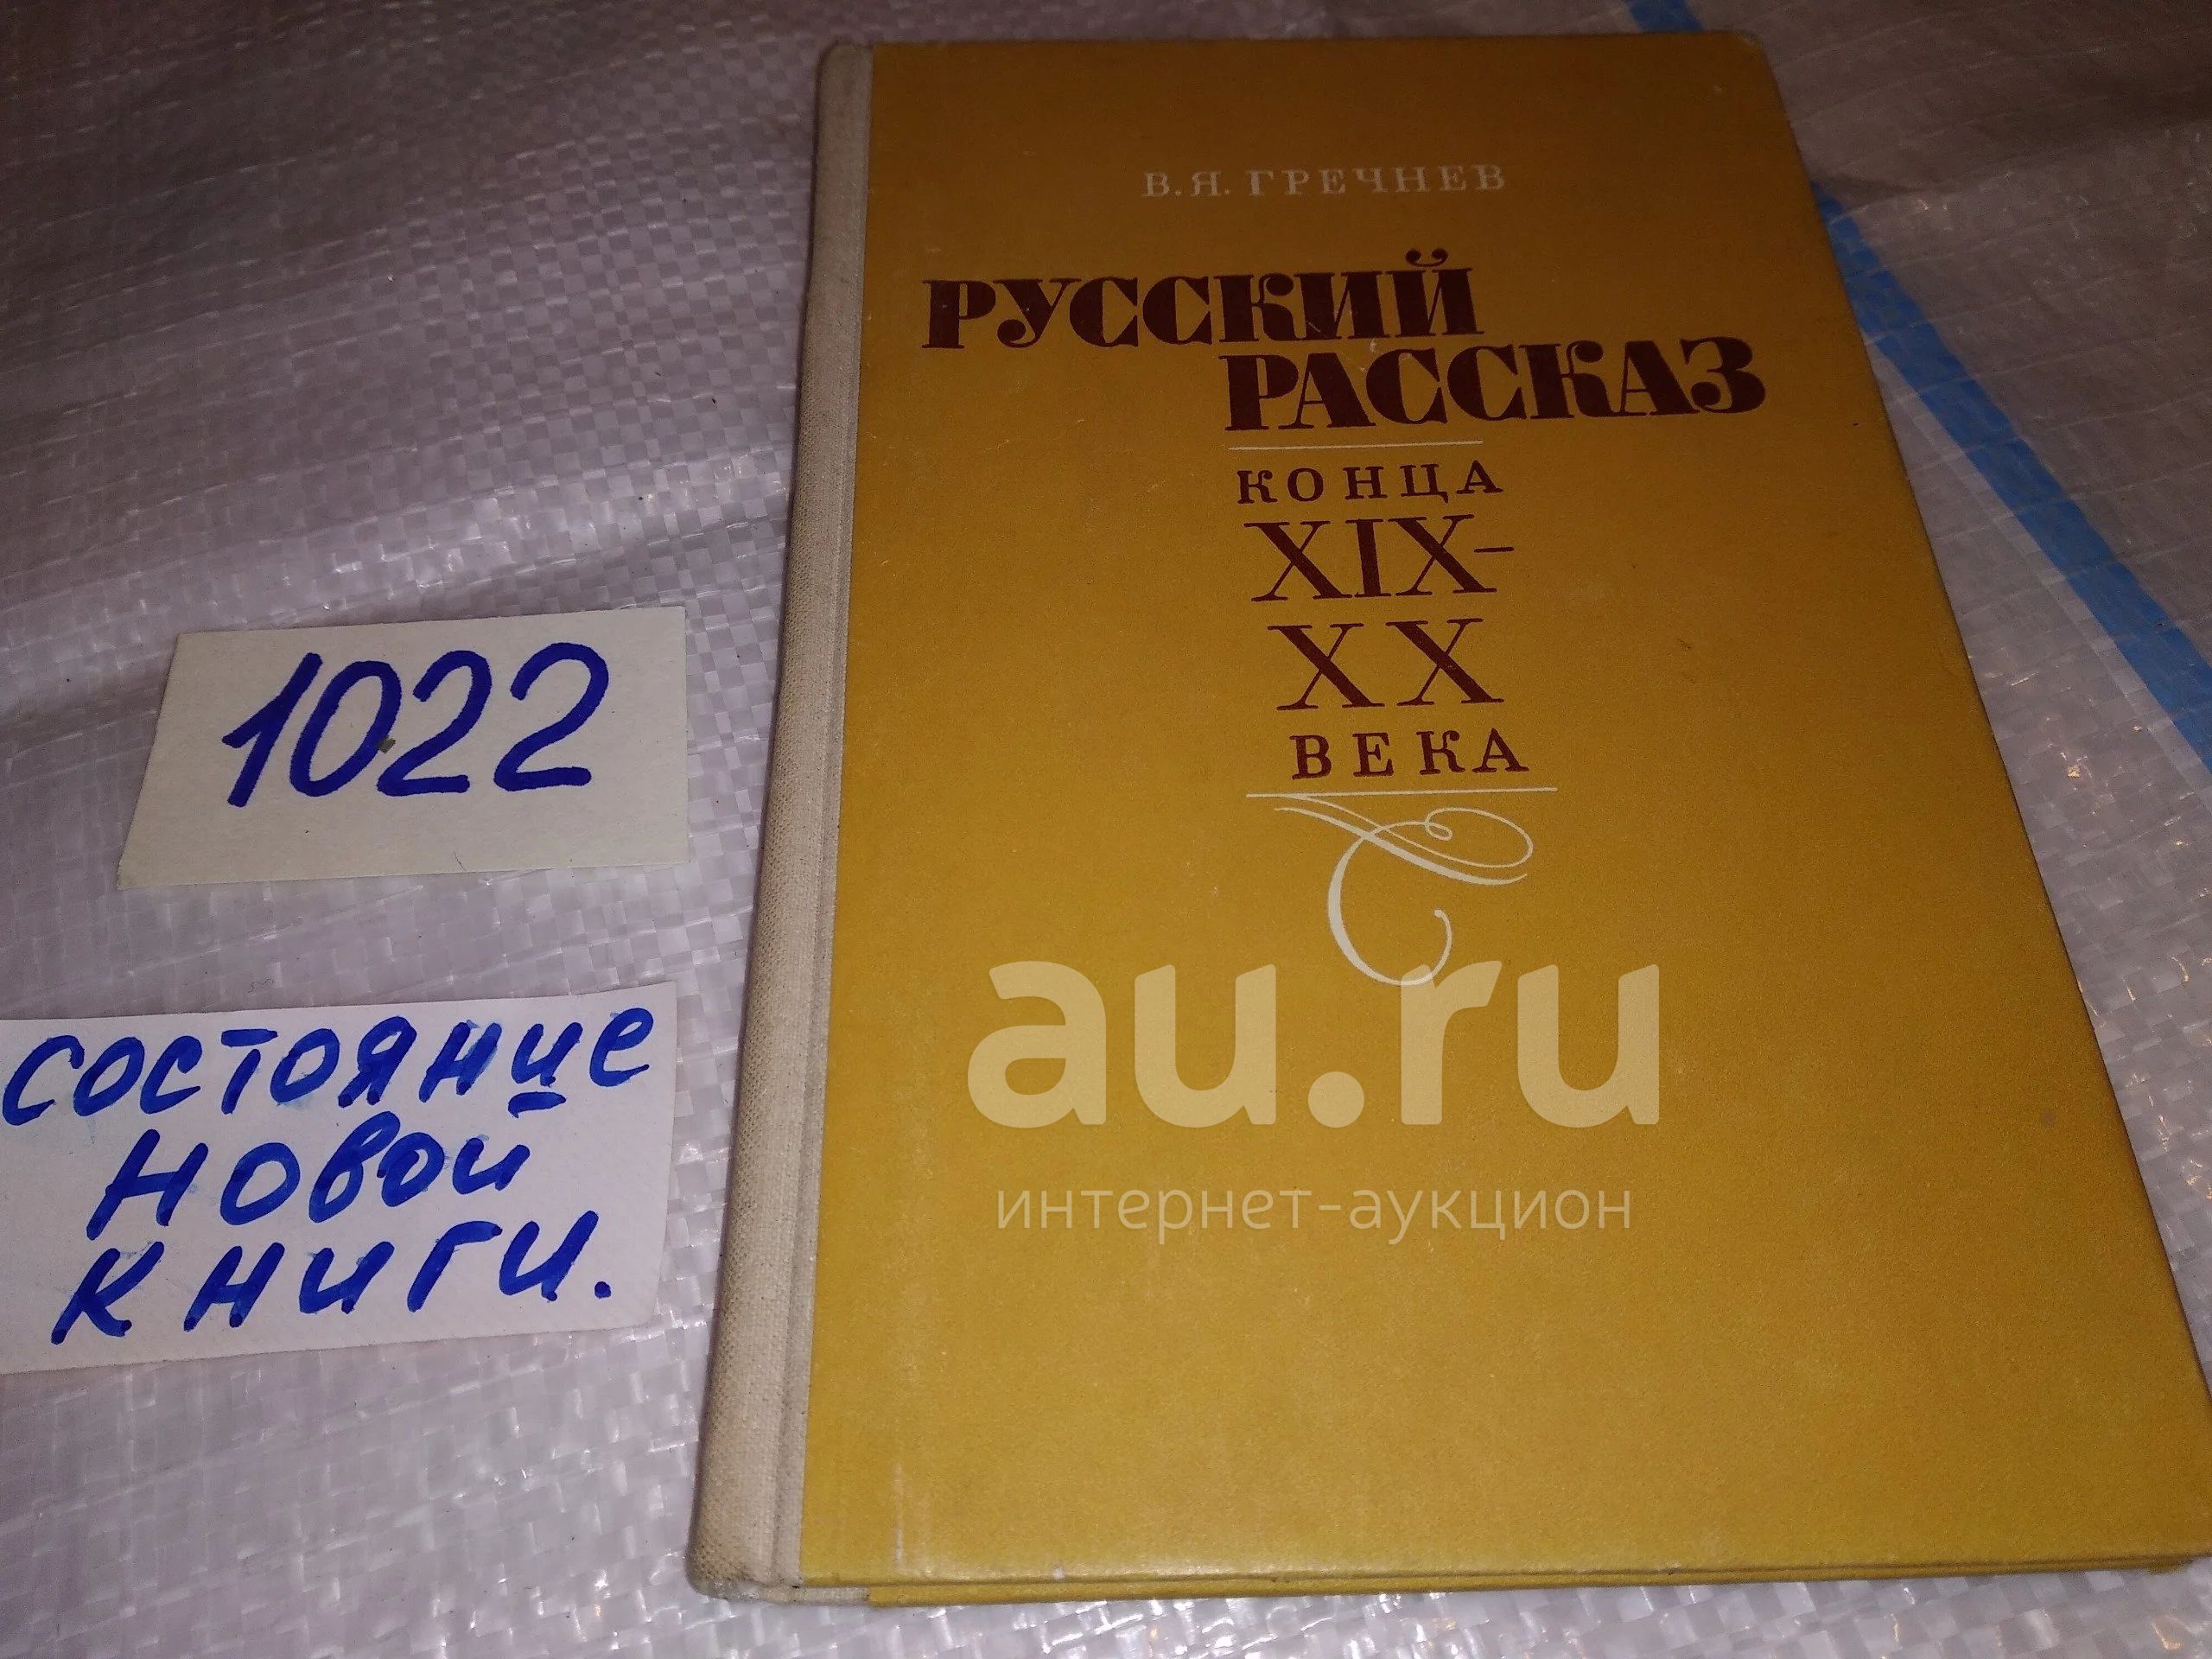 В.Я. ГРЕЧНЕВ
РУССКИЙ
РАССКАЗ
КОНЦА
XIX-
XX
ВЕКА
1022
состояние
новой
книги.
au.ru
интернет-аукцион